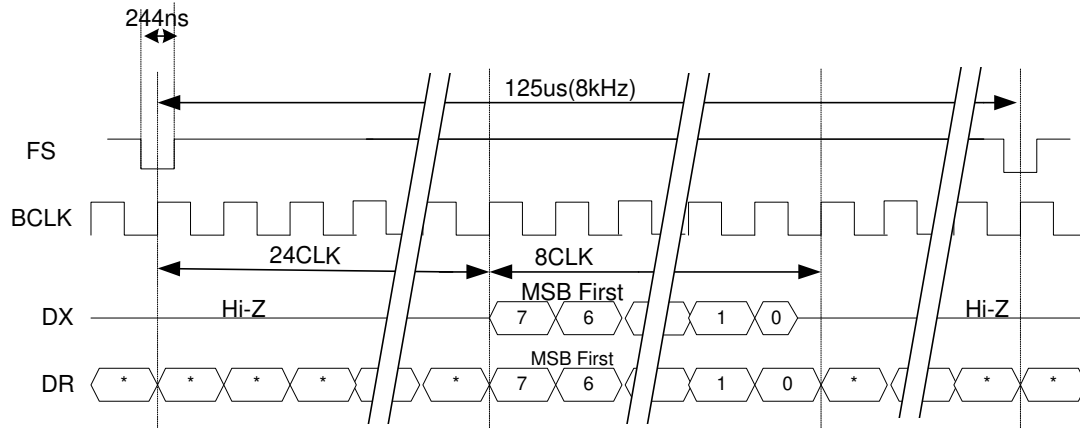 244ns
125us(8kHz)
FS
BCLK
24CLK 8CLK
MSB First
DX Hi-Z 7 6 1 0 Hi-Z
MSB First
DR * * * * * 7 6 1 0 * * *